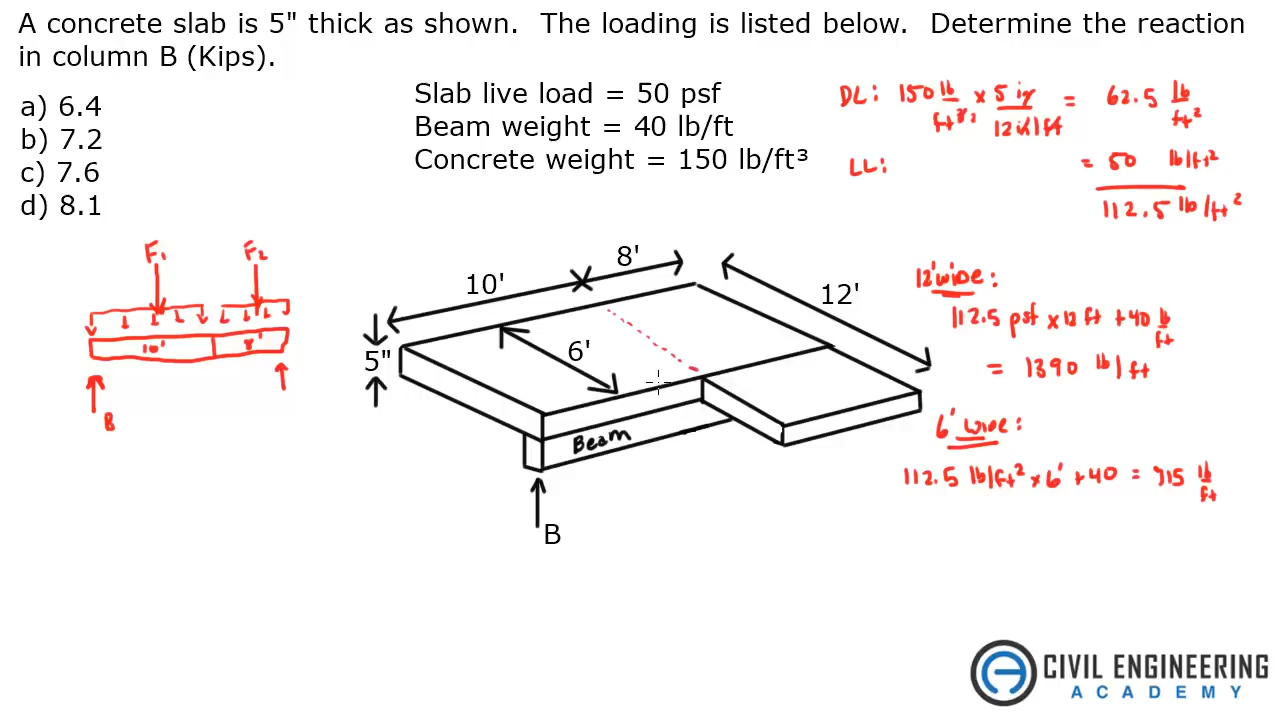 A concrete slab is 5" thick as shown.  The loading is listed below.  Determine the reaction
in column B (Kips).
a) 6.4
b) 7.2
c) 7.6
d) 8.1
Slab live load = 50 psf
Beam weight = 40 lb/ft
Concrete weight = 150 lb/ft³
DL: 150 lb/ft³² × 5 in/12 in/1ft = 62.5 lb/ft²
LL: = 50 lb/ft²
112.5 lb/ft²
F1 F2
10' 8'
B
10'
8'
12'
5"
6'
Beam
B
12' wide:
112.5 psf × 12 ft + 40 lb/ft
= 1390 lb/ft
6' wide:
112.5 lb/ft² × 6' + 40 = 715 lb/ft
CIVIL ENGINEERING
ACADEMY